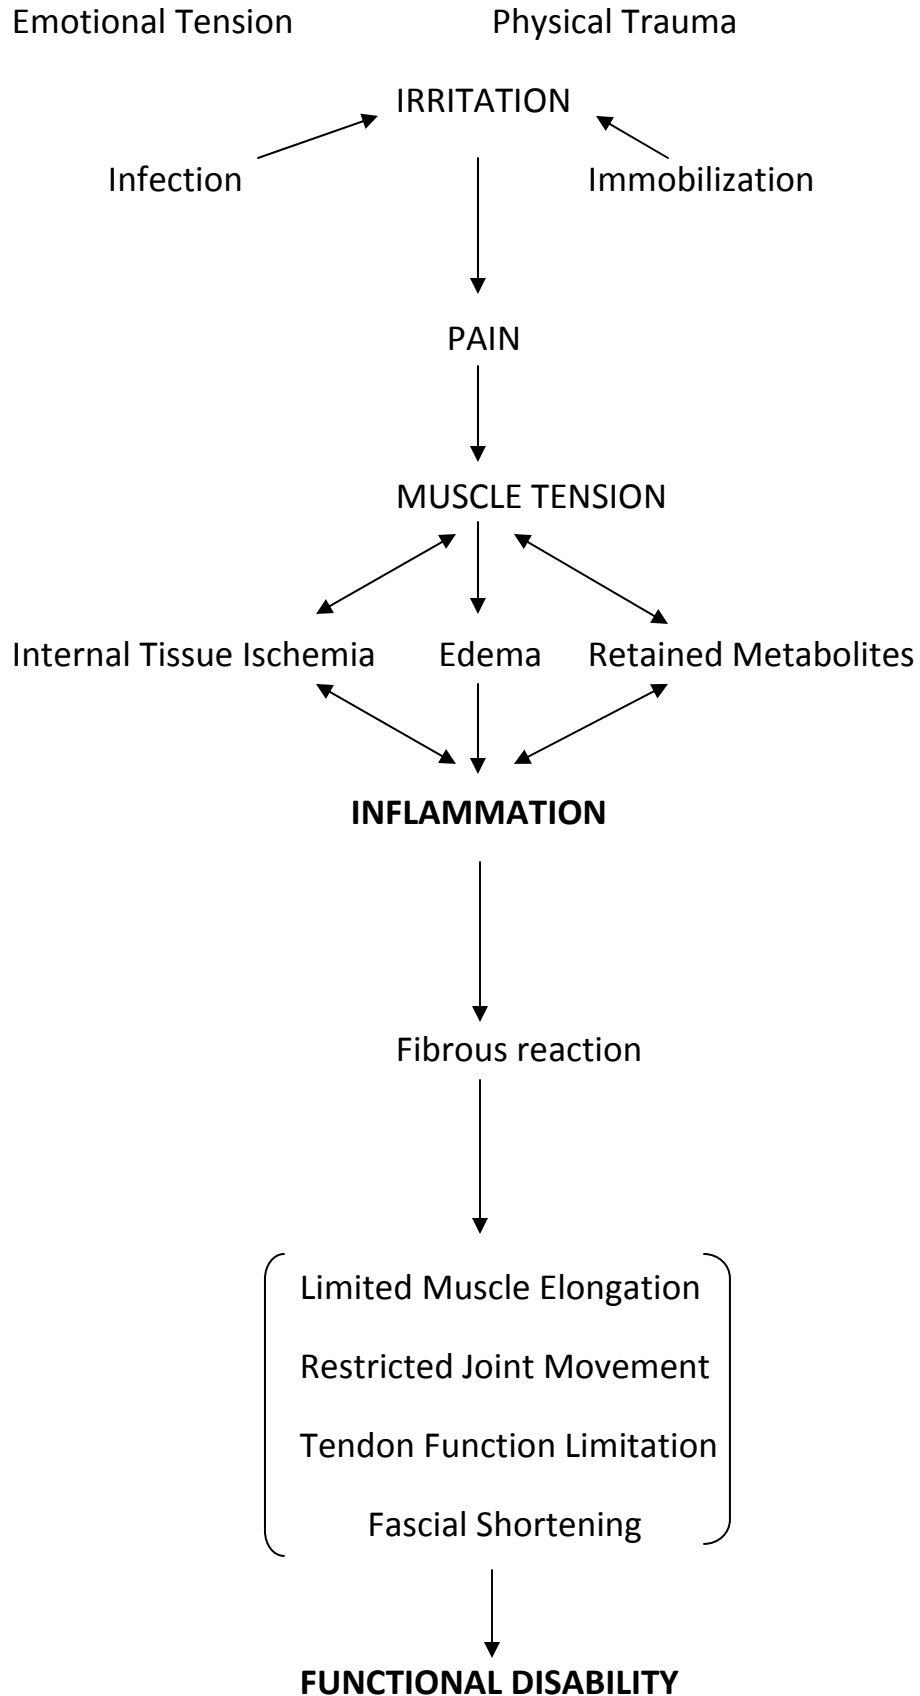 Emotional Tension Physical Trauma
IRRITATION
Infection Immobilization
PAIN
MUSCLE TENSION
Internal Tissue Ischemia Edema Retained Metabolites
INFLAMMATION
Fibrous reaction
Limited Muscle Elongation
Restricted Joint Movement
Tendon Function Limitation
Fascial Shortening
FUNCTIONAL DISABILITY